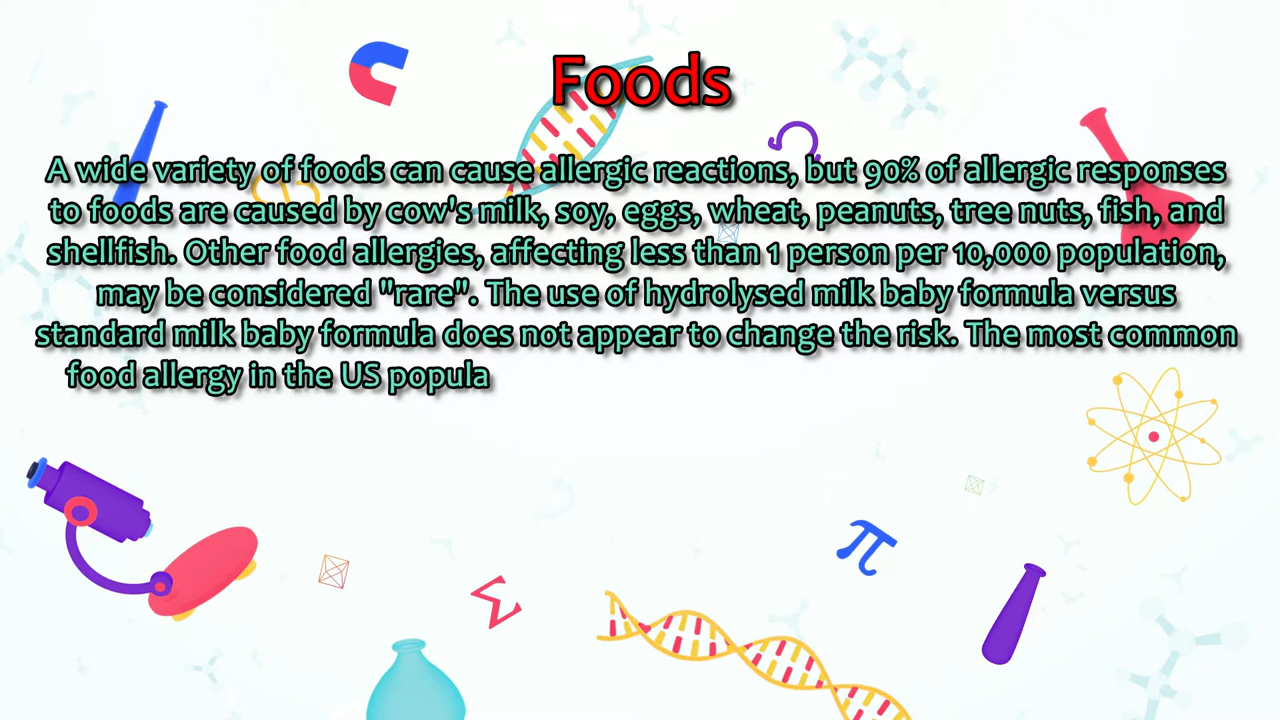 Foods
A wide variety of foods can cause allergic reactions, but 90% of allergic responses
to foods are caused by cow's milk, soy, eggs, wheat, peanuts, tree nuts, fish, and
shellfish. Other food allergies, affecting less than 1 person per 10,000 population,
may be considered "rare". The use of hydrolysed milk baby formula versus
standard milk baby formula does not appear to change the risk. The most common
food allergy in the US popula
Σ
π